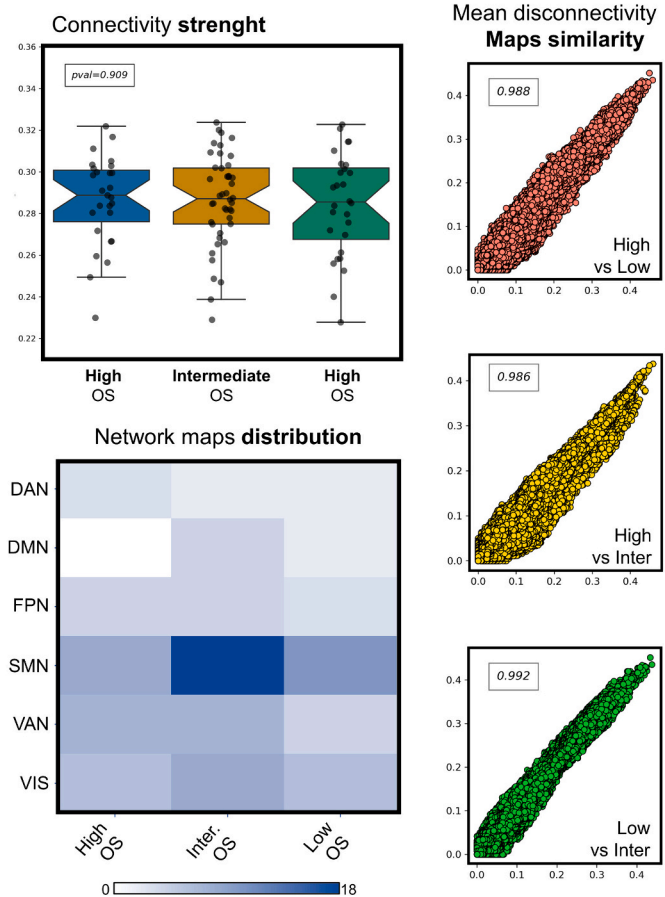 Connectivity strenght
0.36
0.34
0.32
0.30
0.28
0.26
0.24
0.22
pval=0.909
High
OS
Intermediate
OS
High
OS
Network maps distribution
DAN
DMN
FPN
SMN
VAN
VIS
High
OS
Inter.
OS
Low
OS
0
18
Mean disconnectivity
Maps similarity
0.988
0.4
0.3
0.2
0.1
0.0
High
vs Low
0.0 0.1 0.2 0.3 0.4
0.986
0.4
0.3
0.2
0.1
0.0
High
vs Inter
0.0 0.1 0.2 0.3 0.4
0.992
0.4
0.3
0.2
0.1
0.0
Low
vs Inter
0.0 0.1 0.2 0.3 0.4